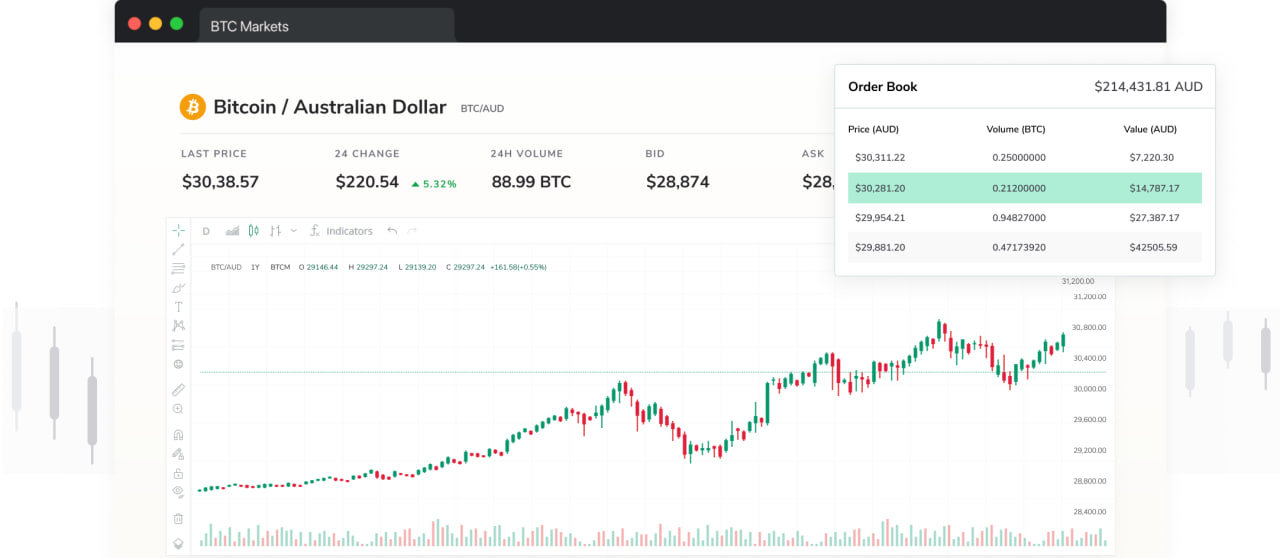 BTC Markets
Bitcoin / Australian Dollar BTC/AUD
LAST PRICE 24 CHANGE 24H VOLUME BID ASK
$30,38.57 $220.54 5.32% 88.99 BTC $28,874 $28,
Order Book $214,431.81 AUD
Price (AUD) Volume (BTC) Value (AUD)
$30,311.22 0.25000000 $7,220.30
$30,281.20 0.21200000 $14,787.17
$29,954.21 0.94827000 $27,387.17
$29,881.20 0.47173920 $42505.59
D fx Indicators
BTC/AUD 1Y BTCM O 29146.44 H 29297.24 L 29139.20 C 29297.24 +161.58(+0.55%)
31,200.00
31,200.00
30,800.00
30,400.00
30,000.00
29,600.00
29,200.00
28,800.00
28,400.00